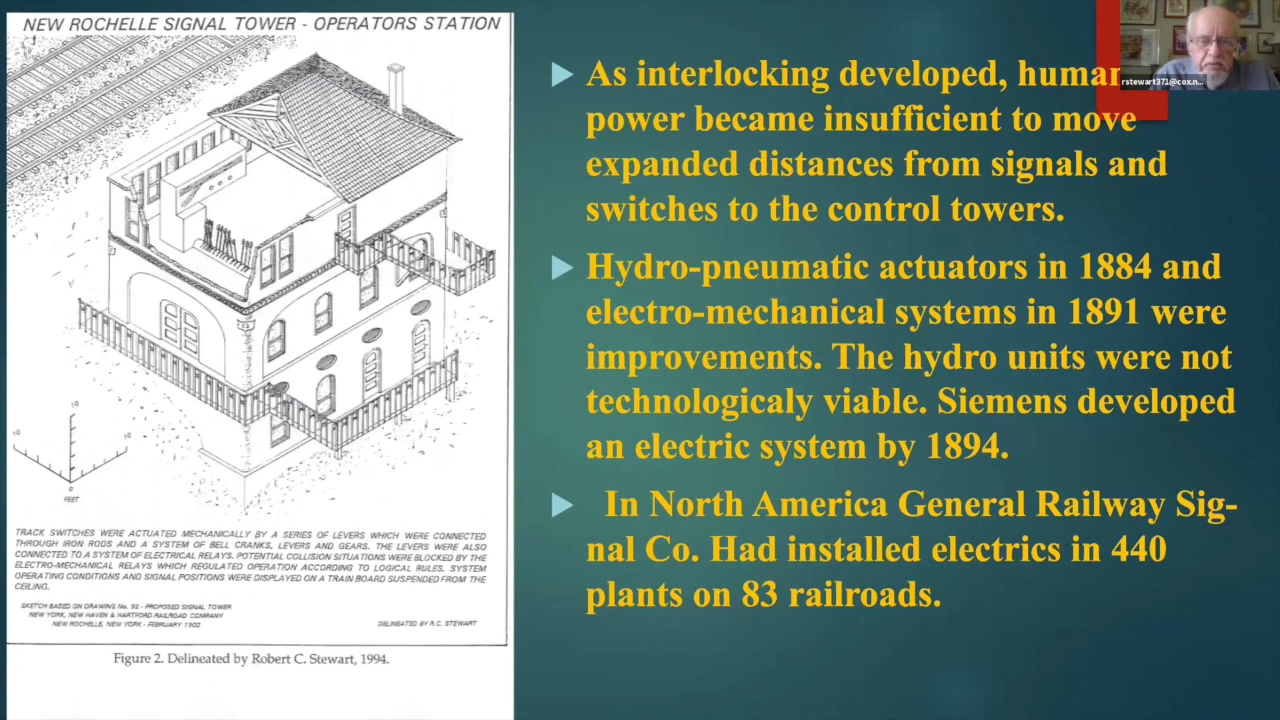 NEW ROCHELLE SIGNAL TOWER - OPERATORS STATION
10
10
10
0
FEET
TRACK SWITCHES WERE ACTUATED MECHANICALLY BY A SERIES OF LEVERS WHICH WERE CONNECTED
THROUGH IRON RODS AND A SYSTEM OF BELL CRANKS, LEVERS AND GEARS. THE LEVERS WERE ALSO
CONNECTED TO A SYSTEM OF ELECTRICAL RELAYS. POTENTIAL COLLISION SITUATIONS WERE BLOCKED BY THE
ELECTRO-MECHANICAL RELAYS WHICH REGULATED OPERATION ACCORDING TO LOGICAL RULES. SYSTEM
OPERATING CONDITIONS AND SIGNAL POSITIONS WERE DISPLAYED ON A TRAIN BOARD SUSPENDED FROM THE
CEILING.
SKETCH BASED ON DRAWING No. 92 - PROPOSED SIGNAL TOWER
NEW YORK, NEW HAVEN & HARTFORD RAILROAD COMPANY
NEW ROCHELLE, NEW YORK - FEBRUARY 1902
DELINEATED BY R.C. STEWART
Figure 2. Delineated by Robert C. Stewart, 1994.
As interlocking developed, human
power became insufficient to move
expanded distances from signals and
switches to the control towers.
Hydro-pneumatic actuators in 1884 and
electro-mechanical systems in 1891 were
improvements. The hydro units were not
technologicaly viable. Siemens developed
an electric system by 1894.
In North America General Railway Sig-
nal Co. Had installed electrics in 440
plants on 83 railroads.
rstewart371@cox.n...